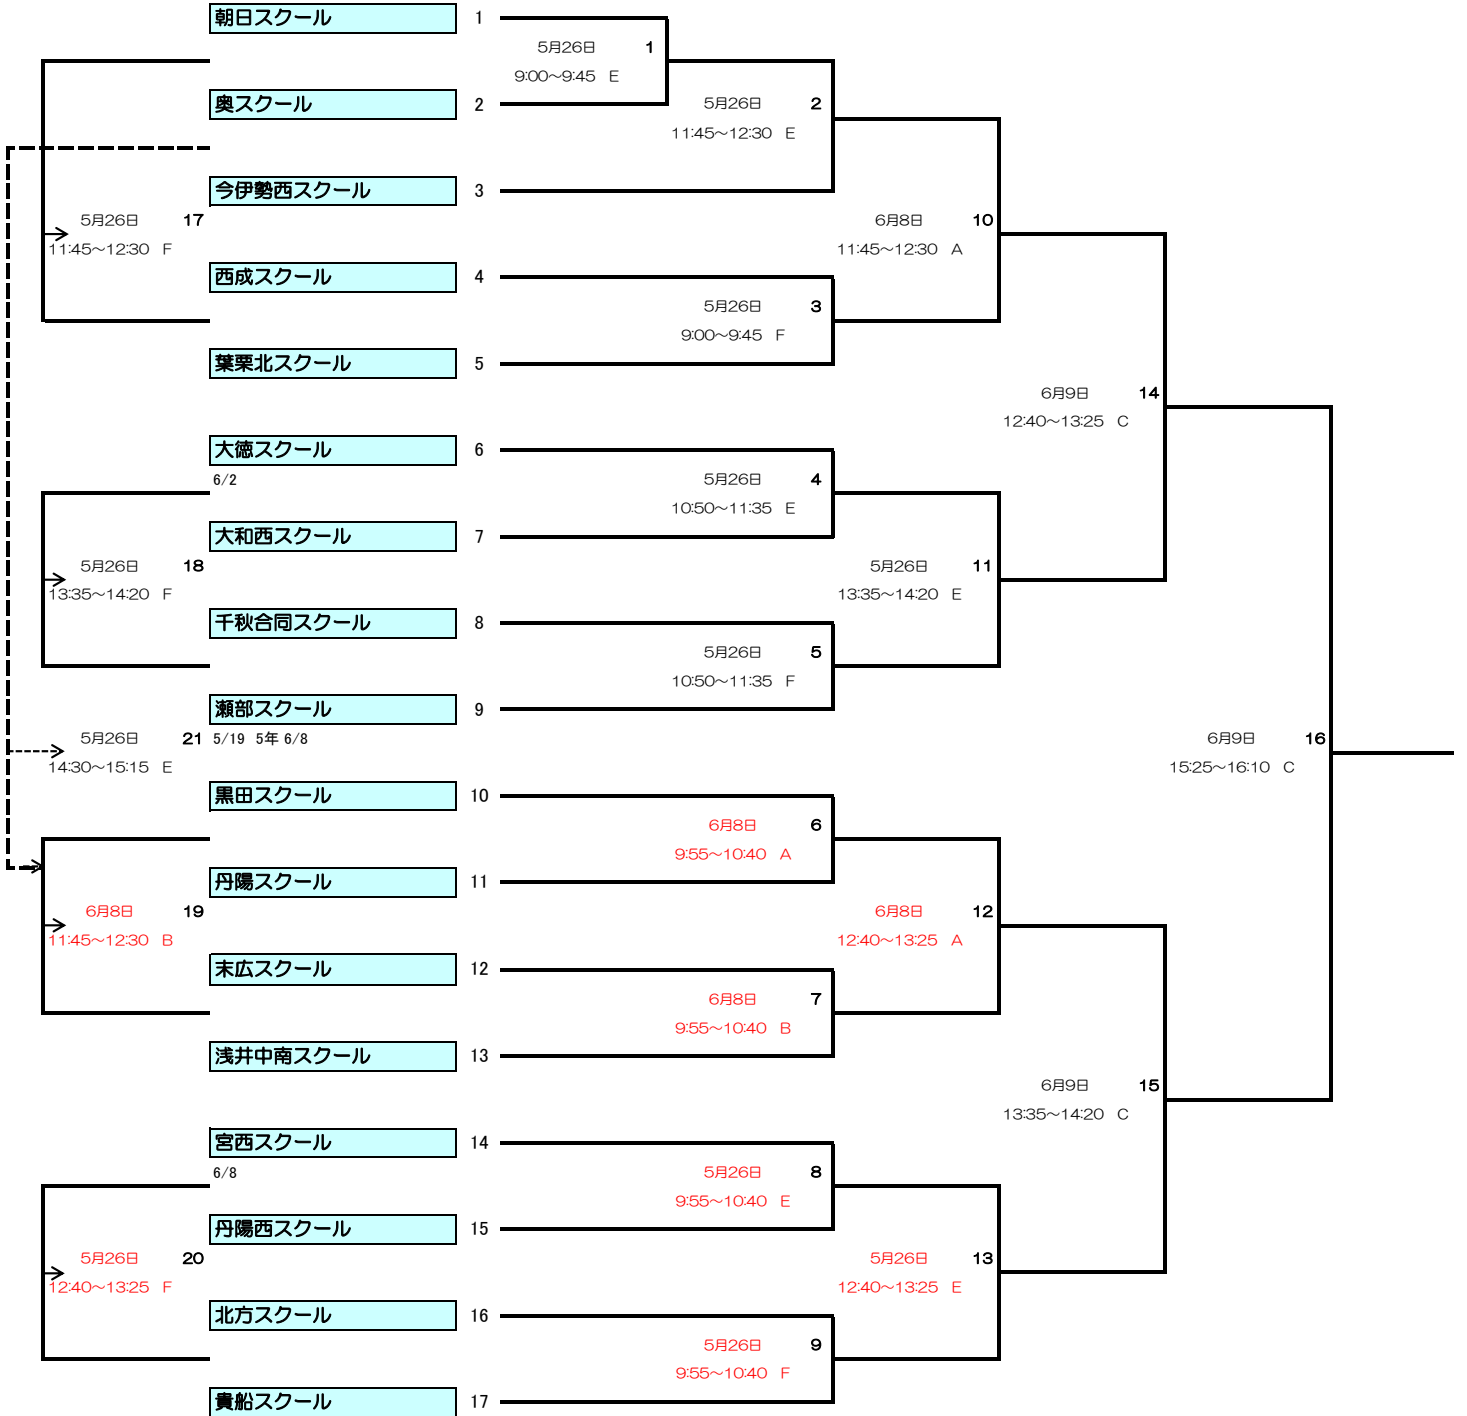 朝日スクール 1
5月26日 1
9:00～9:45 E
奥スクール 2
5月26日 2
11:45～12:30 E
今伊勢西スクール 3
5月26日 17
11:45～12:30 F
6月8日 10
11:45～12:30 A
西成スクール 4
5月26日 3
9:00～9:45 F
葉栗北スクール 5
6月9日 14
12:40～13:25 C
大徳スクール 6
6/2
5月26日 4
10:50～11:35 E
大和西スクール 7
5月26日 18
13:35～14:20 F
5月26日 11
13:35～14:20 E
千秋合同スクール 8
5月26日 5
10:50～11:35 F
瀬部スクール 9
5月26日 21
5/19 5年 6/8
14:30～15:15 E
6月9日 16
15:25～16:10 C
黒田スクール 10
6月8日 6
9:55～10:40 A
丹陽スクール 11
6月8日 19
11:45～12:30 B
6月8日 12
12:40～13:25 A
末広スクール 12
6月8日 7
9:55～10:40 B
浅井中南スクール 13
6月9日 15
13:35～14:20 C
宮西スクール 14
6/8
5月26日 8
9:55～10:40 E
丹陽西スクール 15
5月26日 20
12:40～13:25 F
5月26日 13
12:40～13:25 E
北方スクール 16
5月26日 9
9:55～10:40 F
貴船スクール 17